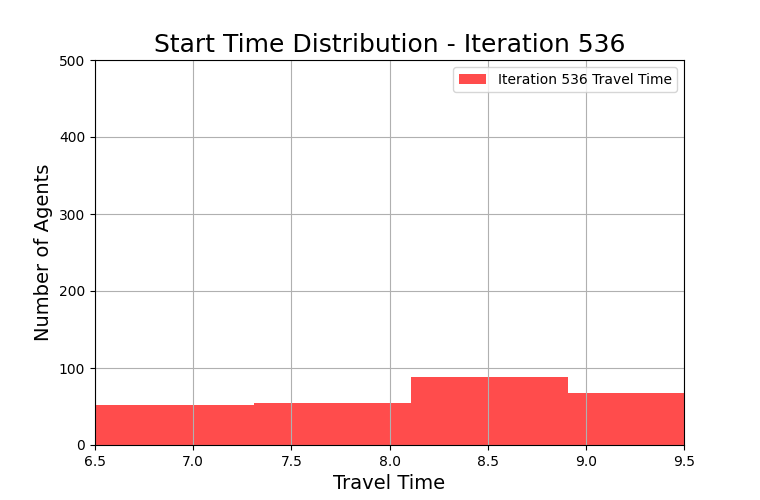 Start Time Distribution - Iteration 536
Iteration 536 Travel Time
Number of Agents
500
400
300
200
100
0
6.5 7.0 7.5 8.0 8.5 9.0 9.5
Travel Time